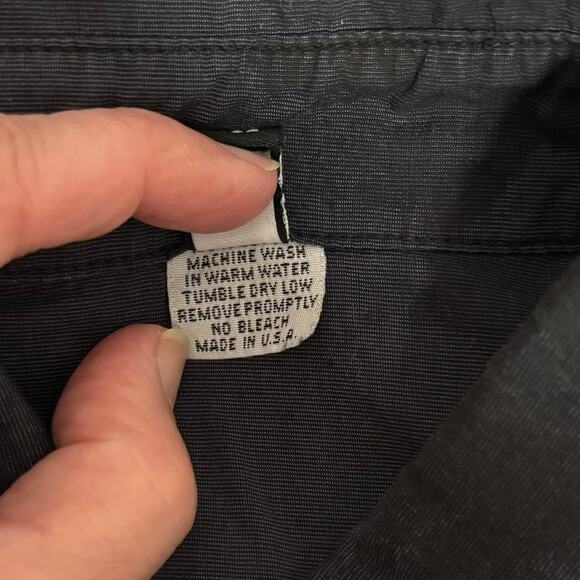 MACHINE WASH
IN WARM WATER
TUMBLE DRY LOW
REMOVE PROMPTLY
NO BLEACH
MADE IN U.S.A.